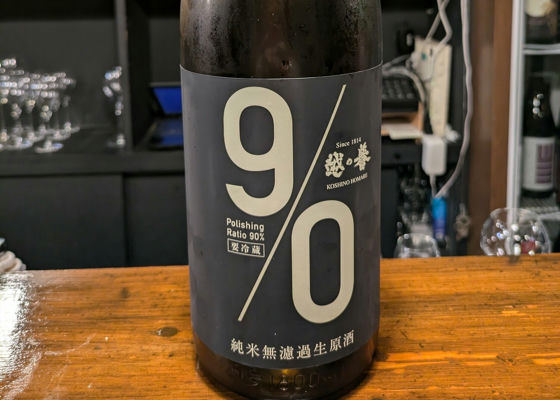 9/0
Since 1814
越の誉
KOSHINO HOMARE
Polishing
Ratio 90%
要冷蔵
純米無濾過生原酒